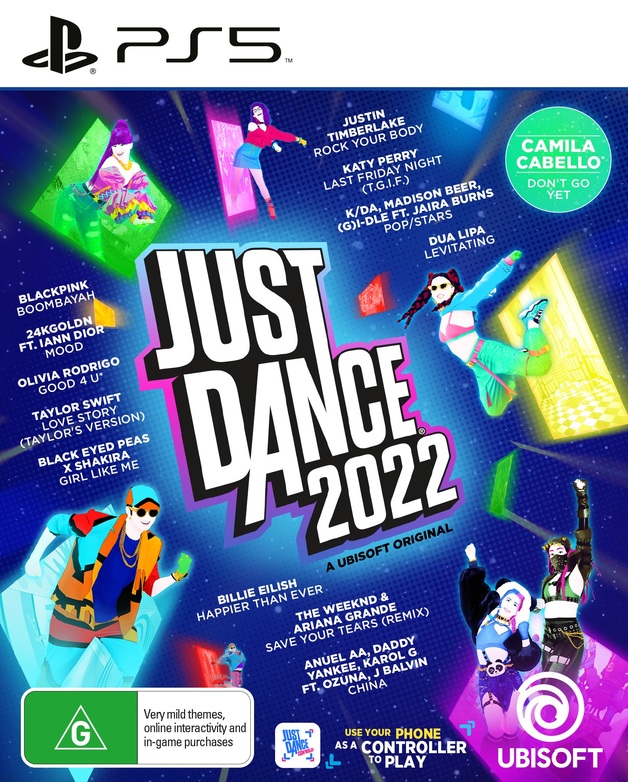 PS5
JUSTIN
TIMBERLAKE
ROCK YOUR BODY
KATY PERRY
LAST FRIDAY NIGHT
(T.G.I.F.)
K/DA, MADISON BEER,
(G)I-DLE FT. JAIRA BURNS
POP/STARS
DUA LIPA
LEVITATING
CAMILA
CABELLO*
DON'T GO
YET
BLACKPINK
BOOMBAYAH
24KGOLDN
FT. IANN DIOR
MOOD
OLIVIA RODRIGO
GOOD 4 U*
TAYLOR SWIFT
LOVE STORY
(TAYLOR'S VERSION)
BLACK EYED PEAS
X SHAKIRA
GIRL LIKE ME
JUST
DANCE®
2022
A UBISOFT ORIGINAL
BILLIE EILISH
HAPPIER THAN EVER
THE WEEKND &
ARIANA GRANDE
SAVE YOUR TEARS (REMIX)
ANUEL AA, DADDY
YANKEE, KAROL G
FT. OZUNA, J BALVIN
CHINA
G
Very mild themes,
online interactivity and
in-game purchases
JUST
DANCE
CONTROLLER
USE YOUR PHONE
AS A CONTROLLER
TO PLAY
UBISOFT